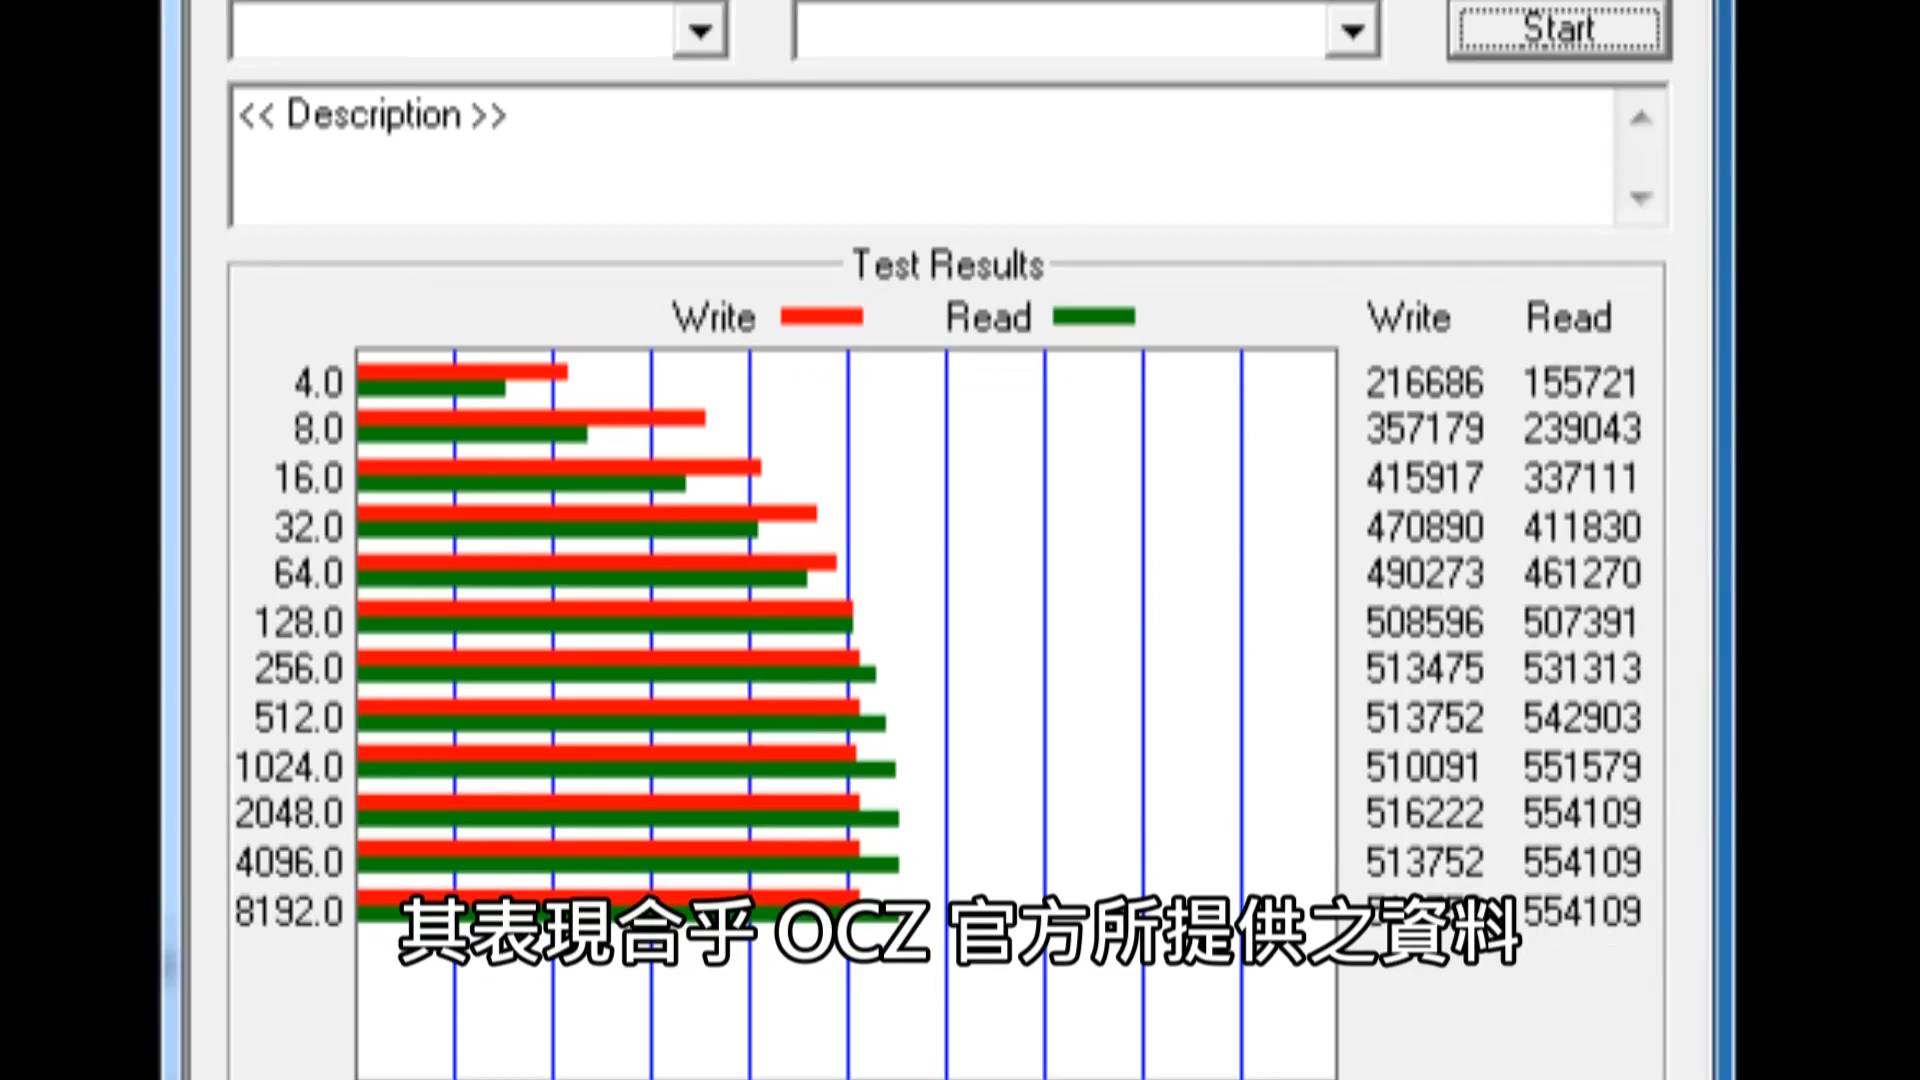 Start
<< Description >>
Test Results
Write Read Write Read
4.0 216686 155721
8.0 357179 239043
16.0 415917 337111
32.0 470890 411830
64.0 490273 461270
128.0 508596 507391
256.0 513475 531313
512.0 513752 542903
1024.0 510091 551579
2048.0 516222 554109
4096.0 513752 554109
8192.0 554109
其表現合乎 OCZ 官方所提供之資料